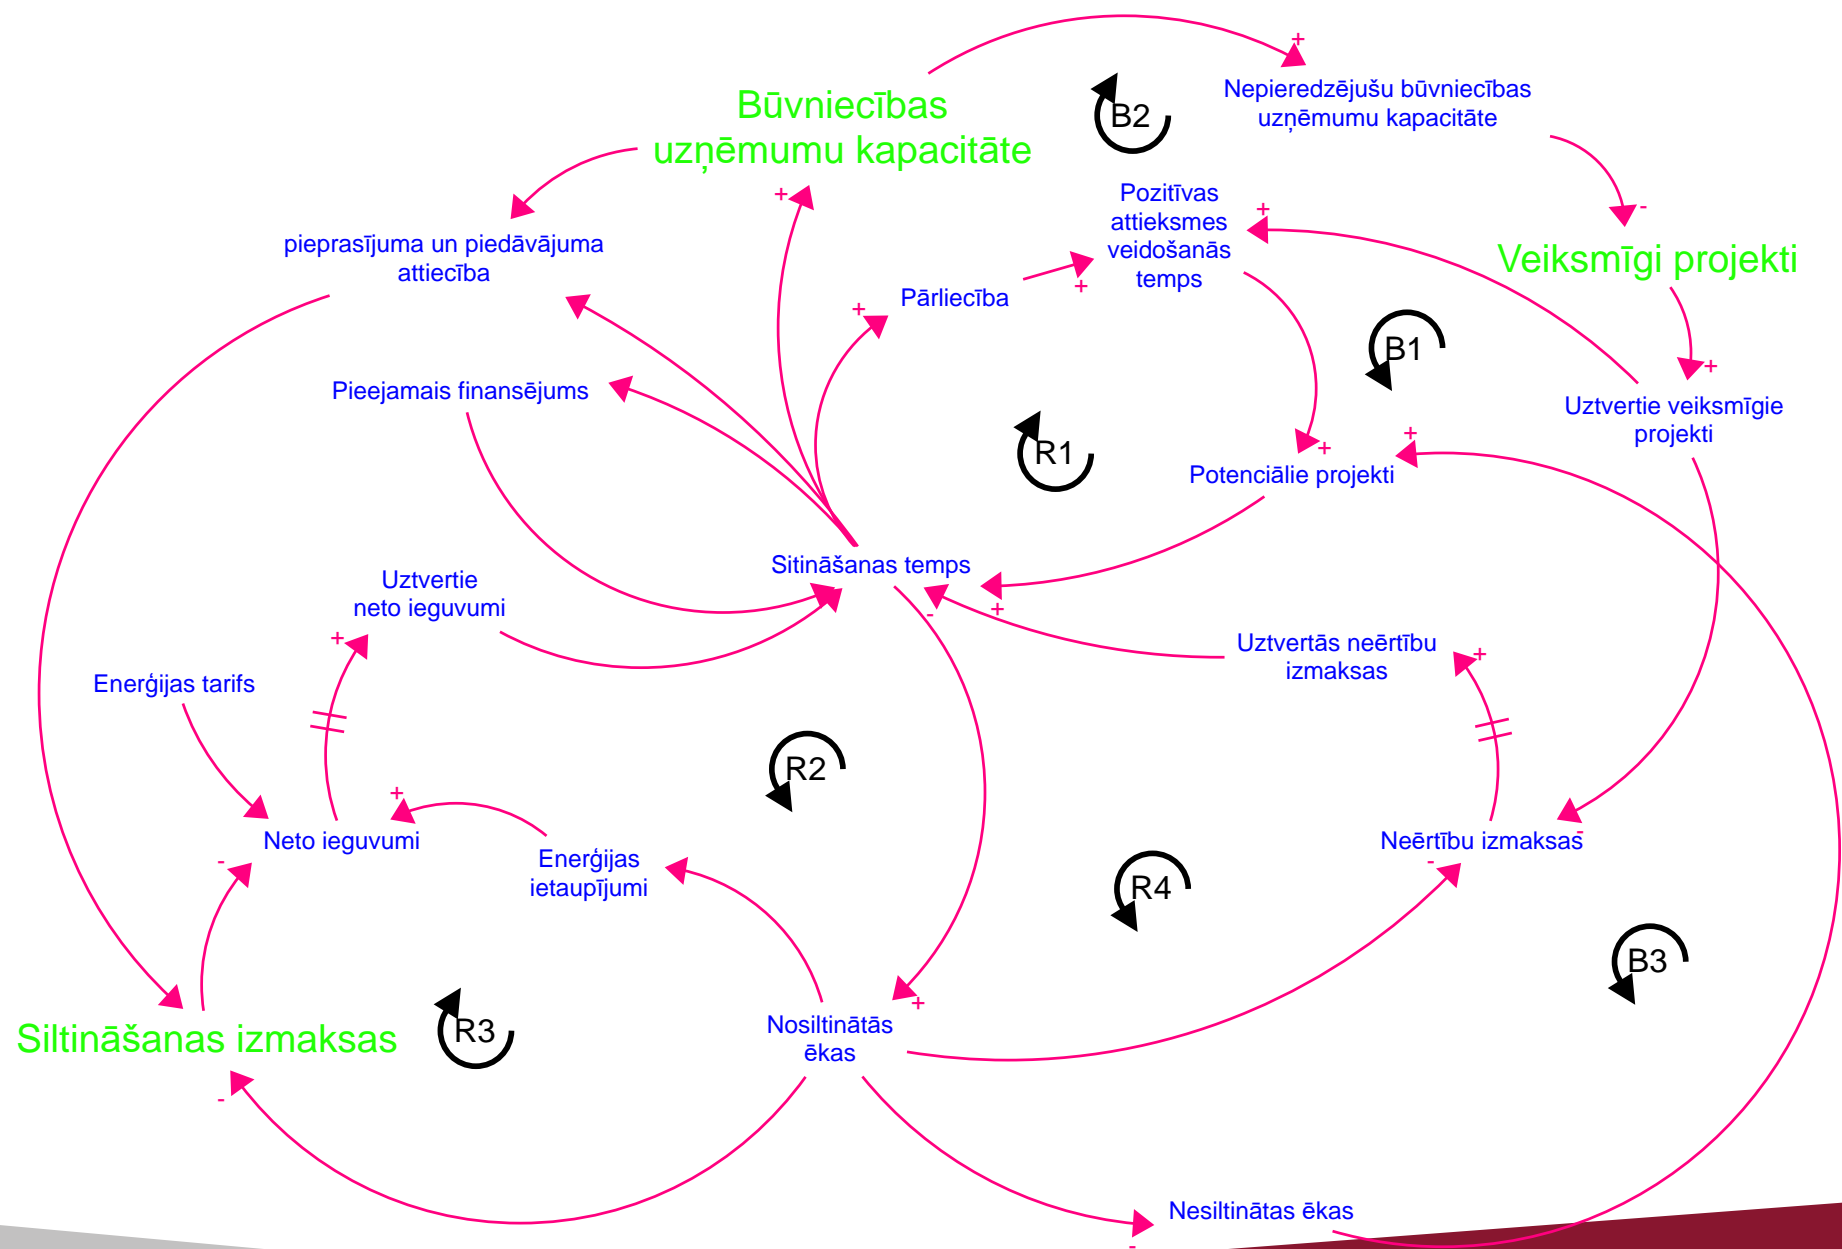 Būvniecības
uzņēmumu kapacitāte
+
Nepieredzējušu būvniecības
uzņēmumu kapacitāte
B2
+
-
Pozitīvas
attieksmes
veidošanās
temps
+
pieprasījuma un piedāvājuma
attiecība
Veiksmīgi projekti
Pārliecība
+
+
B1
+
Pieejamais finansējums
Uztvertie veiksmīgie
projekti
R1
+
+
Potenciālie projekti
Sitināšanas temps
Uztvertie
neto ieguvumi
-
+
+
Uztvertās neērtību
izmaksas
+
Enerģijas tarifs
R2
+
Neto ieguvumi
Neērtību izmaksas
-
-
-
Enerģijas
ietaupījumi
R4
B3
+
Siltināšanas izmaksas
R3
Nosiltinātās
ēkas
-
Nesiltinātas ēkas
-